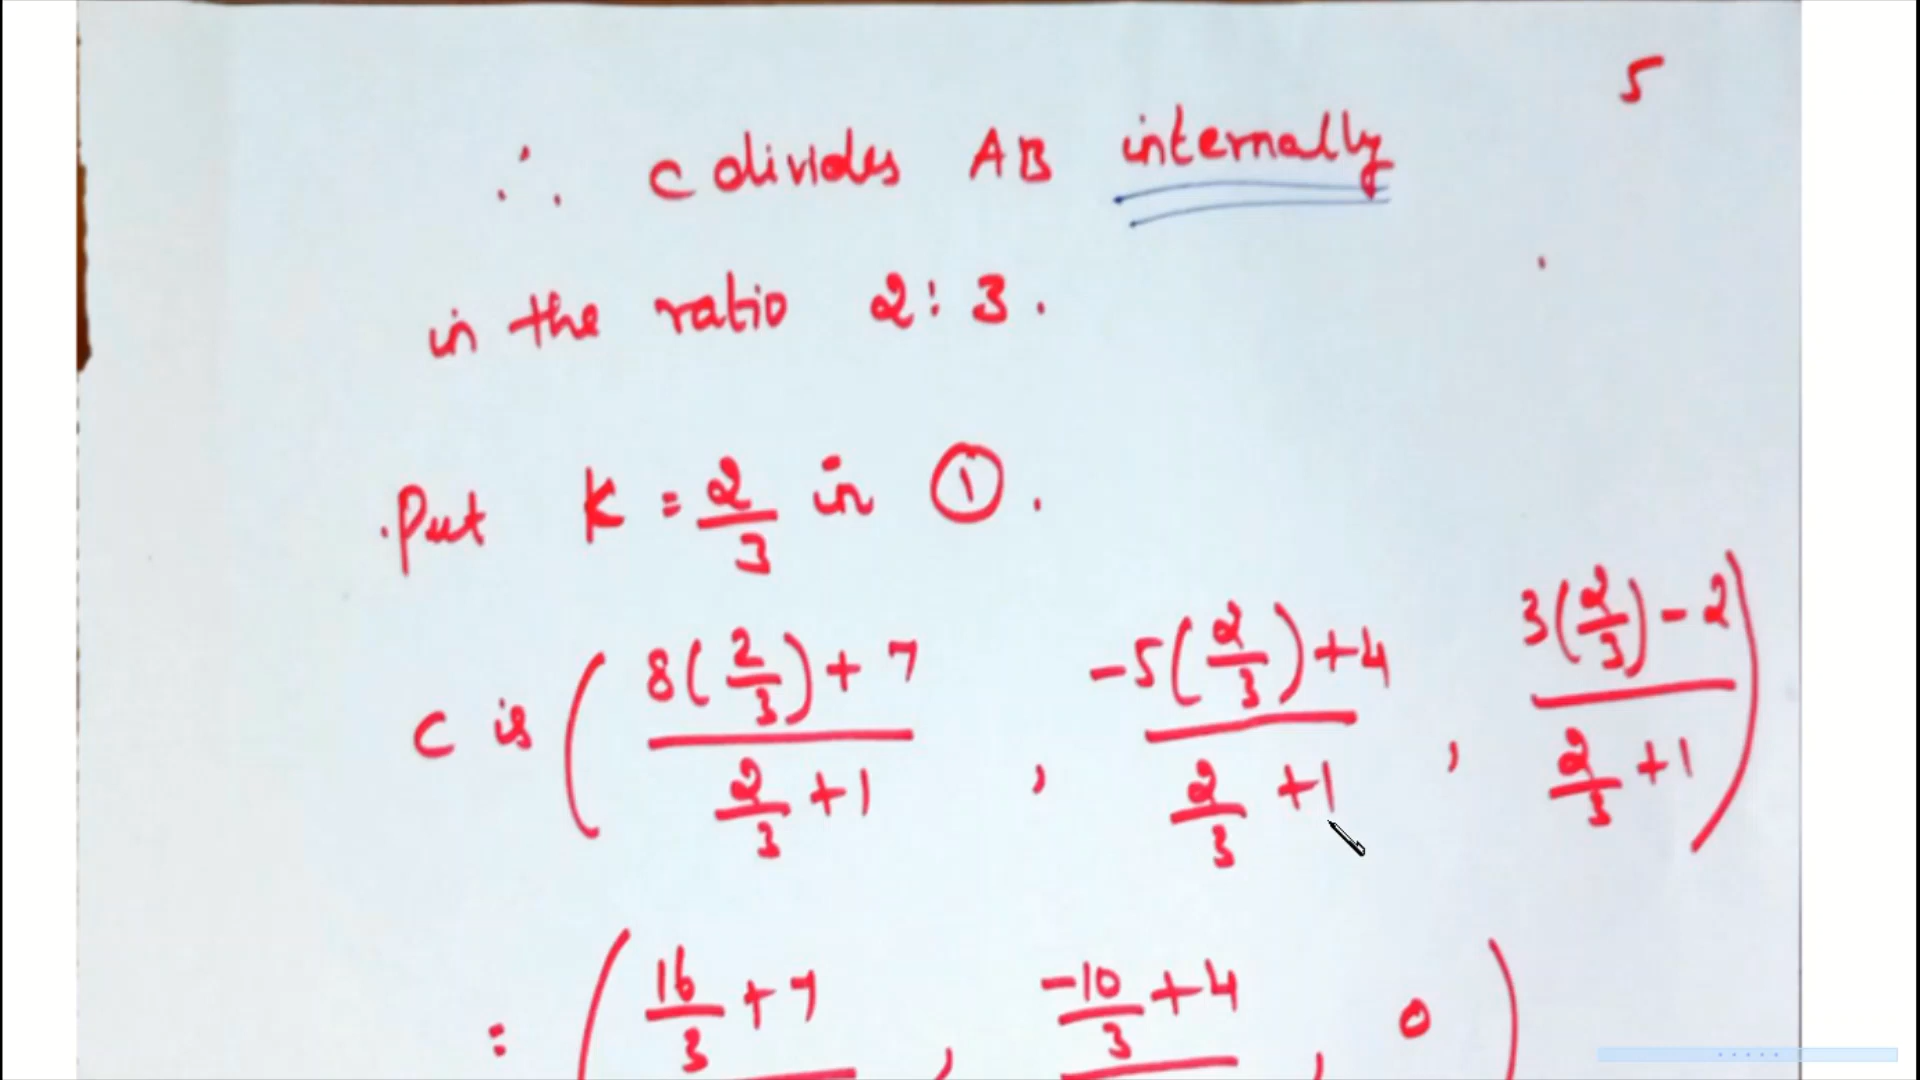 5
∴ C divides AB internally
in the ratio 2:3.
Put K = 2/3 in ①.
C is ( (8(2/3)+7)/(2/3+1) , (-5(2/3)+4)/(2/3+1) , (3(2/3)-2)/(2/3+1) )
= ( 16/3+7 , -10/3+4 , 0 )